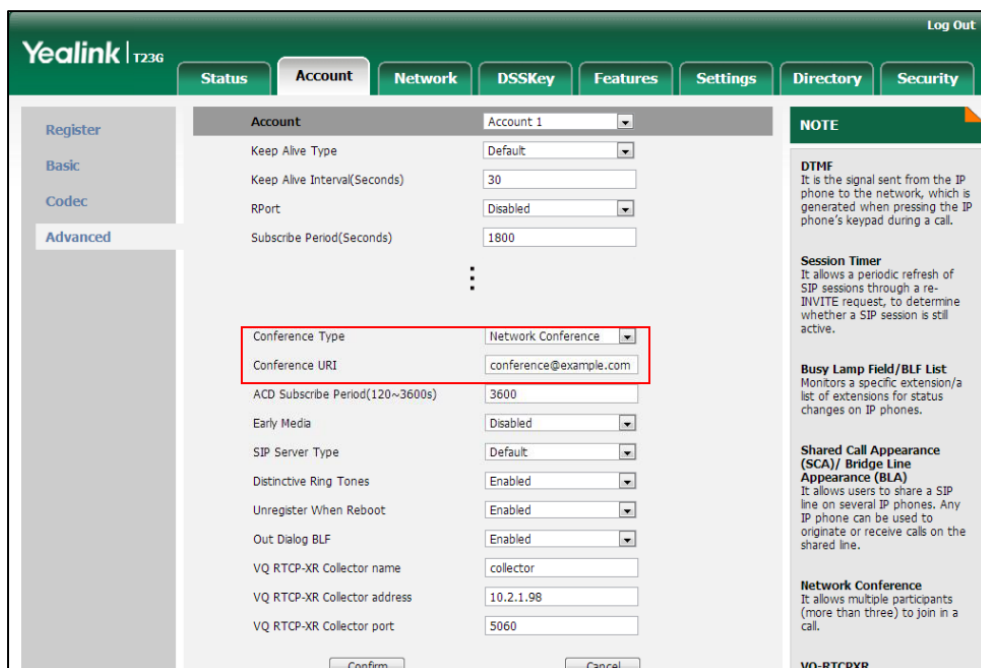 Log Out
Yealink T23G
Status Account Network DSSKey Features Settings Directory Security
Register
Basic
Codec
Advanced
Account Account 1
Keep Alive Type Default
Keep Alive Interval(Seconds) 30
RPort Disabled
Subscribe Period(Seconds) 1800
Conference Type Network Conference
Conference URI conference@example.com
ACD Subscribe Period(120~3600s) 3600
Early Media Disabled
SIP Server Type Default
Distinctive Ring Tones Enabled
Unregister When Reboot Enabled
Out Dialog BLF Enabled
VQ RTCP-XR Collector name collector
VQ RTCP-XR Collector address 10.2.1.98
VQ RTCP-XR Collector port 5060
Confirm Cancel
NOTE
DTMF
It is the signal sent from the IP
phone to the network, which is
generated when pressing the IP
phone's keypad during a call.
Session Timer
It allows a periodic refresh of
SIP sessions through a re-
INVITE request, to determine
whether a SIP session is still
active.
Busy Lamp Field/BLF List
Monitors a specific extension/a
list of extensions for status
changes on IP phones.
Shared Call Appearance
(SCA)/ Bridge Line
Appearance (BLA)
It allows users to share a SIP
line on several IP phones. Any
IP phone can be used to
originate or receive calls on the
shared line.
Network Conference
It allows multiple participants
(more than three) to join in a
call.
VQ-RTCPXR